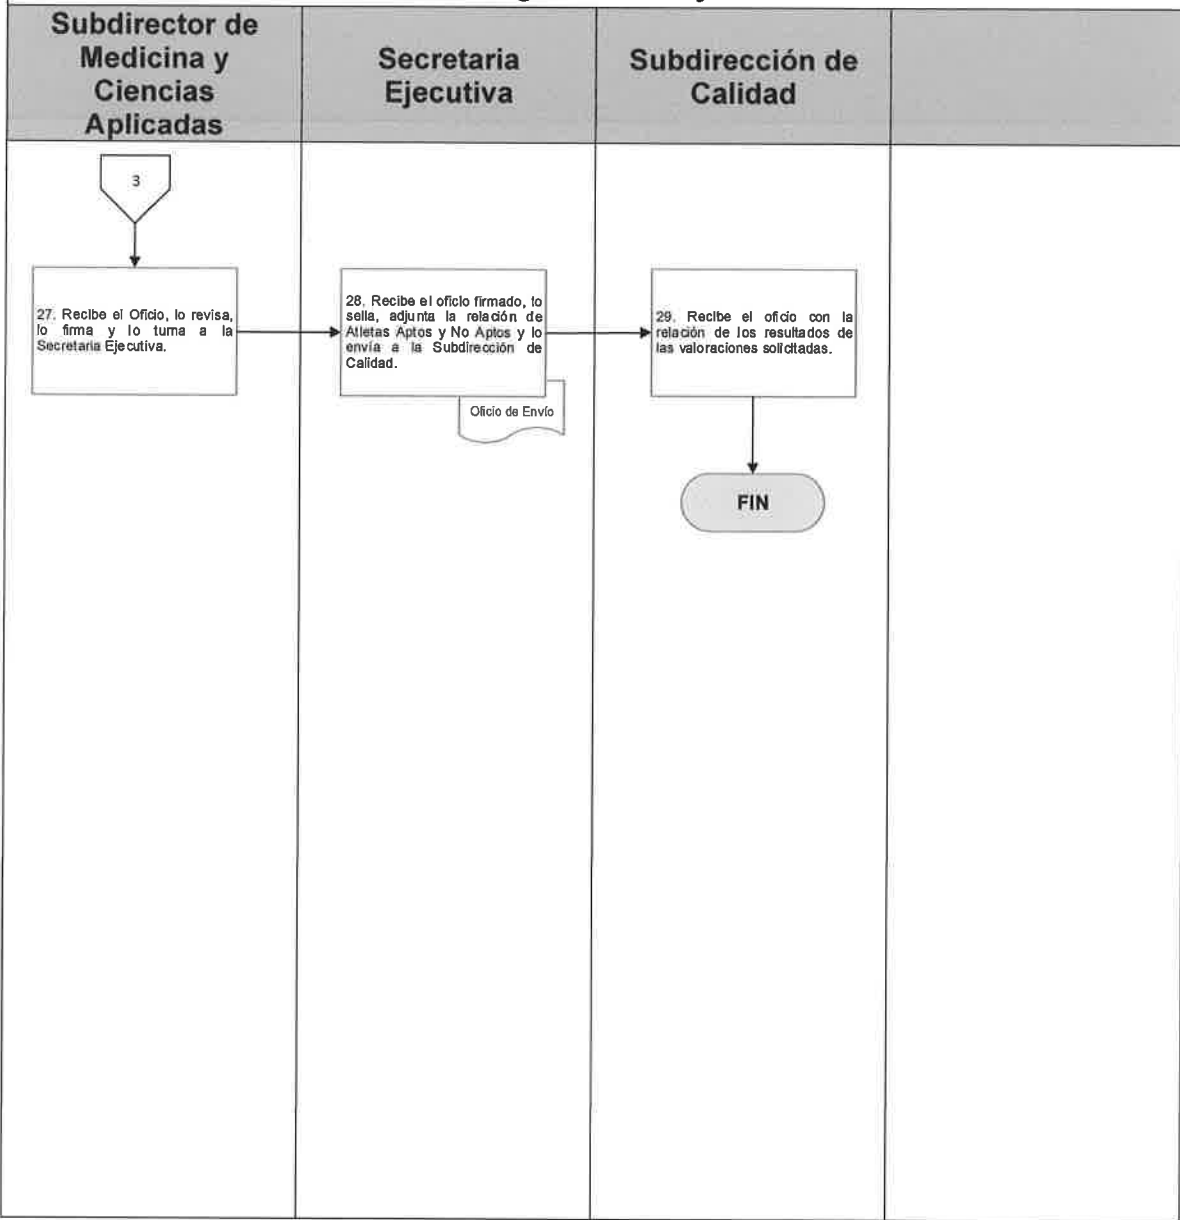 Subdirector de
Medicina y
Ciencias
Aplicadas
Secretaria
Ejecutiva
Subdirección de
Calidad
3
27. Recibe el Oficio, lo revisa,
lo firma y lo turna a la
Secretaria Ejecutiva.
28. Recibe el oficio firmado, lo
sella, adjunta la relación de
Atletas Aptos y No Aptos y lo
envía a la Subdirección de
Calidad.
Oficio de Envío
29. Recibe el oficio con la
relación de los resultados de
las valoraciones solicitadas.
FIN